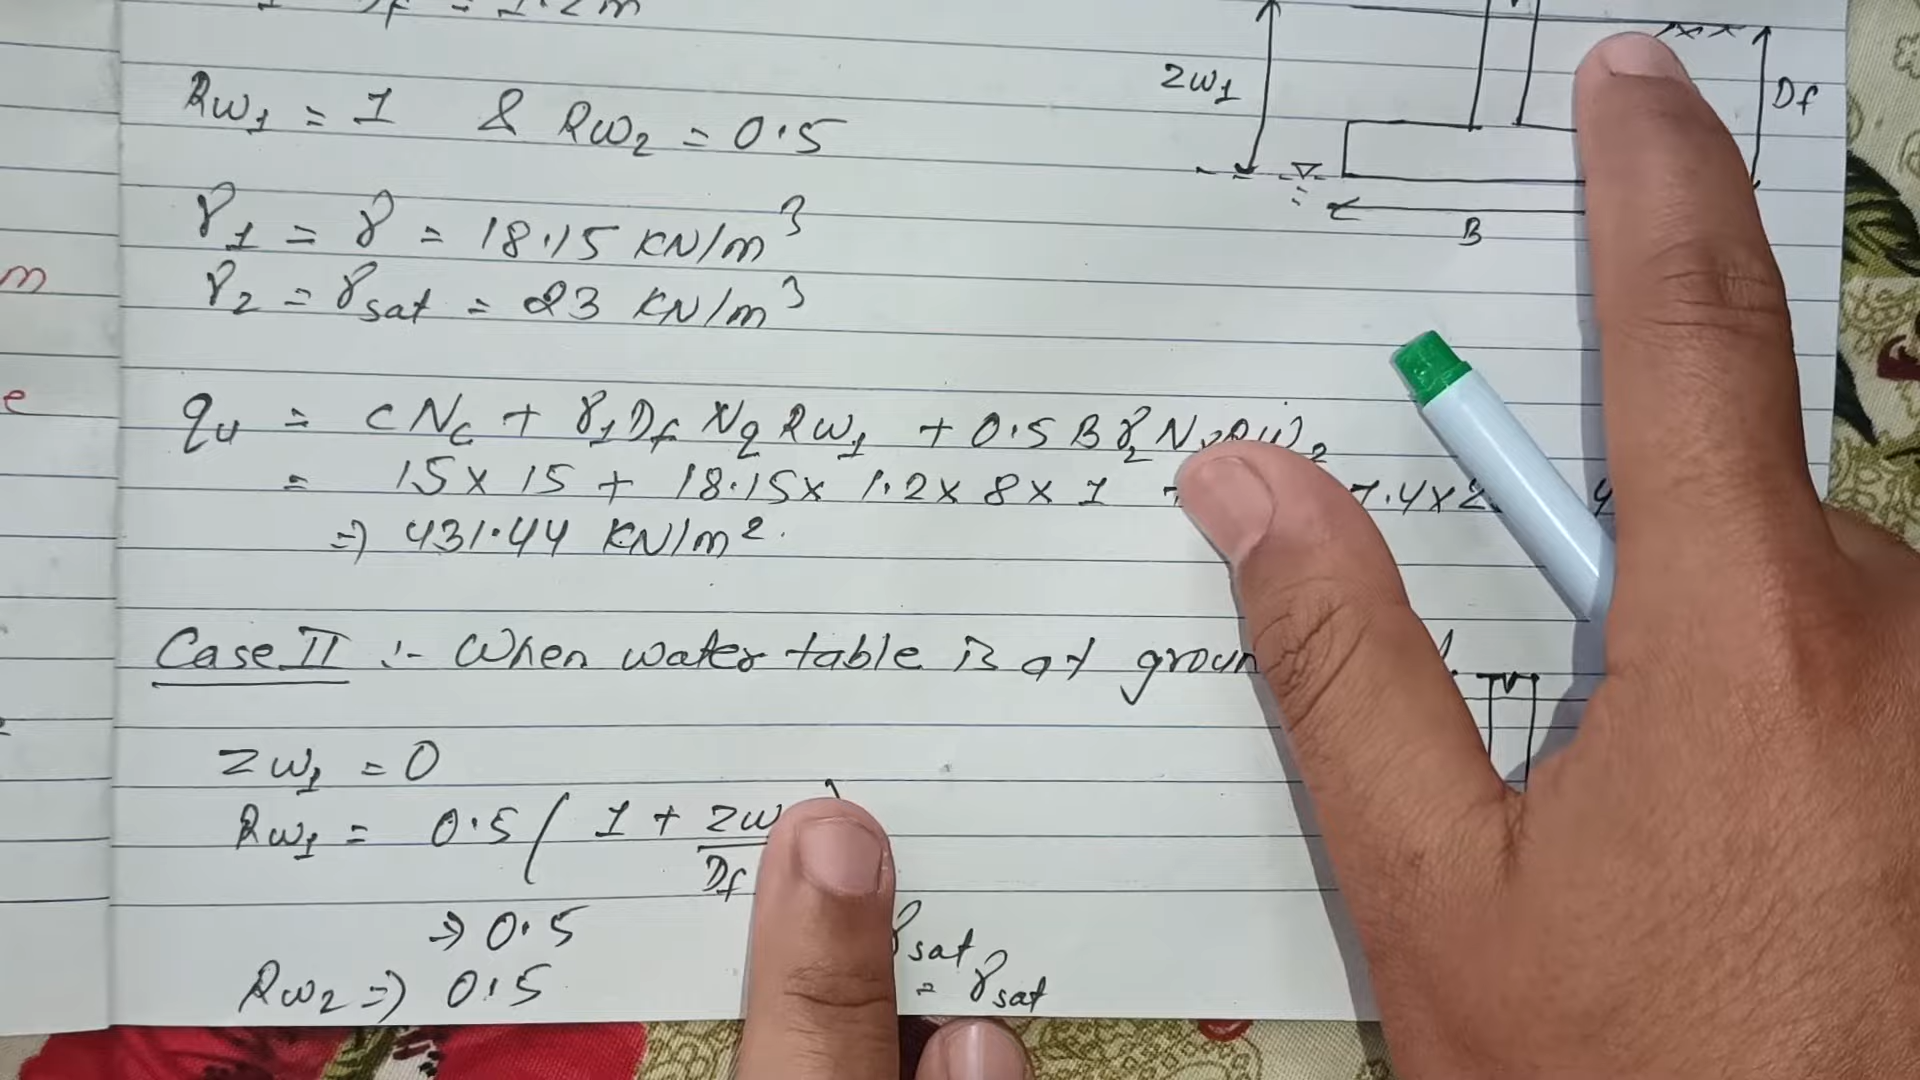 Df = 1.2m
Zw1
Df
B
Rw1 = 1 & Rw2 = 0.5
γ1 = γ = 18.15 KN/m3
m
γ2 = γsat = 23 KN/m3
e
qu = cNc + γ1Df Nq Rw1 + 0.5 B γ2 Nγ Rw2
= 15 x 15 + 18.15 x 1.2 x 8 x 1
⇒ 431.44 KN/m2.
Case II :- When water table is at
Zw1 = 0
Rw1 = 0.5 ( 1 + Zw
Df
⇒ 0.5
γsat
Rw2 ⇒ 0.5
= γsat